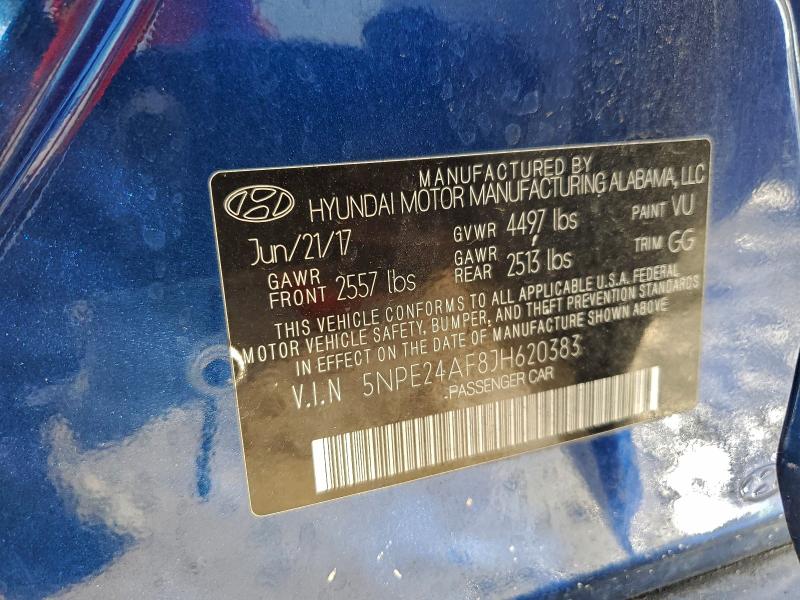 MANUFACTURED BY
HYUNDAI MOTOR MANUFACTURING ALABAMA, LLC
Jun/21/17 GVWR 4497 lbs PAINT VU
GAWR FRONT 2557 lbs GAWR REAR 2513 lbs TRIM GG
THIS VEHICLE CONFORMS TO ALL APPLICABLE U.S.A. FEDERAL
MOTOR VEHICLE SAFETY, BUMPER, AND THEFT PREVENTION STANDARDS
IN EFFECT ON THE DATE OF MANUFACTURE SHOWN ABOVE
V.I.N 5NPE24AF8JH620383
PASSENGER CAR